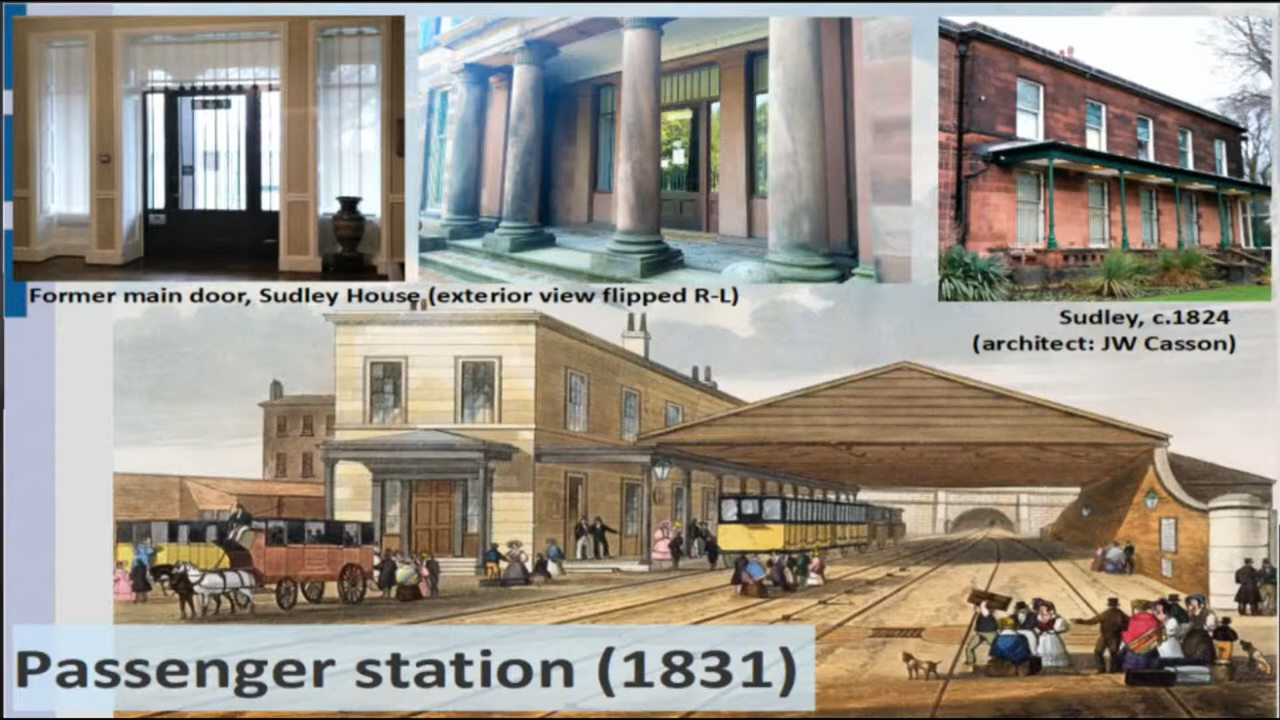 Former main door, Sudley House (exterior view flipped R-L)
Sudley, c.1824
(architect: JW Casson)
Passenger station (1831)